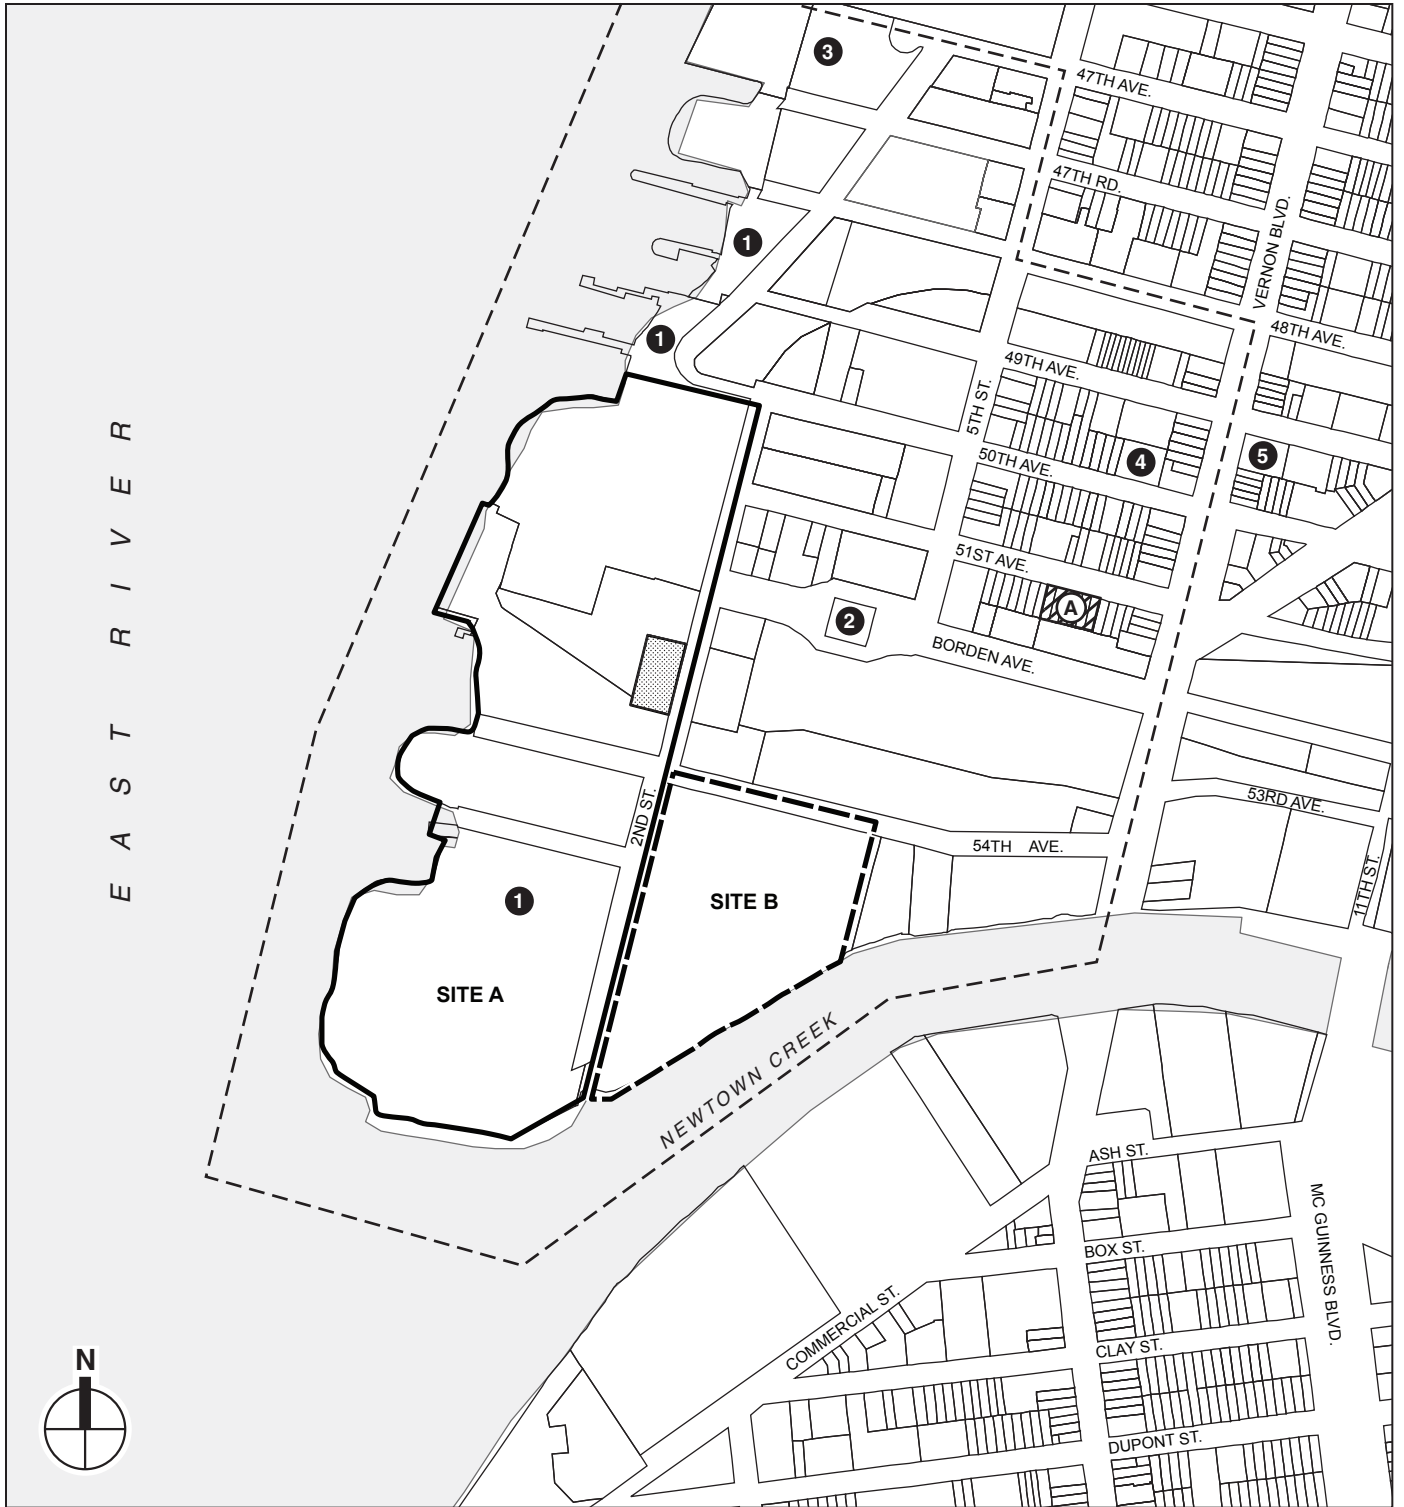 3
47TH AVE.
47TH RD.
1
VERNON BLVD.
48TH AVE.
1
49TH AVE.
5TH ST.
50TH AVE.
4
5
51ST AVE.
A
2
BORDEN AVE.
EAST RIVER
2ND ST.
53RD AVE.
54TH AVE.
11TH ST.
1
SITE B
SITE A
NEWTOWN CREEK
ASH ST.
MC GUINNESS BLVD.
BOX ST.
COMMERCIAL ST.
CLAY ST.
N
DUPONT ST.